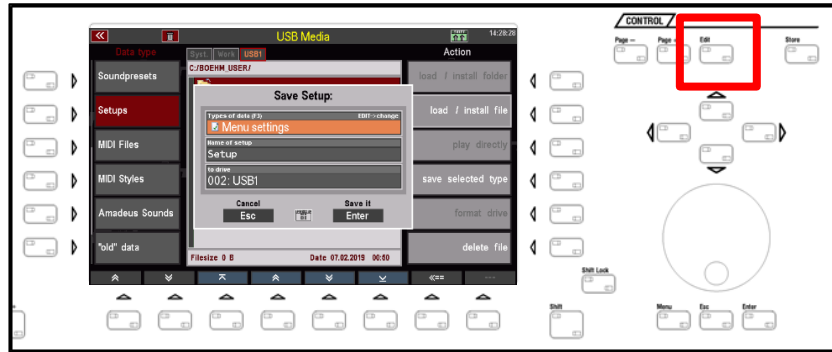 CONTROL
Page – Page + Edit Store
USB Media 14:28:28
Data type Syst. Work USB1 Action
C:/BOEHM_USER/
Soundpresets load / install folder
Setups load / install file
MIDI Files play directly
MIDI Styles save selected type
Amadeus Sounds format drive
"old" data delete file
Save Setup:
Types of data (F3) EDIT->change
Menu settings
Name of setup
Setup
to drive
002: USB1
Cancel Save it
Esc Enter
Filesize 0 B Date 07.02.2019 00:60
«== ---
Shift Lock
Shift Menu Esc Enter